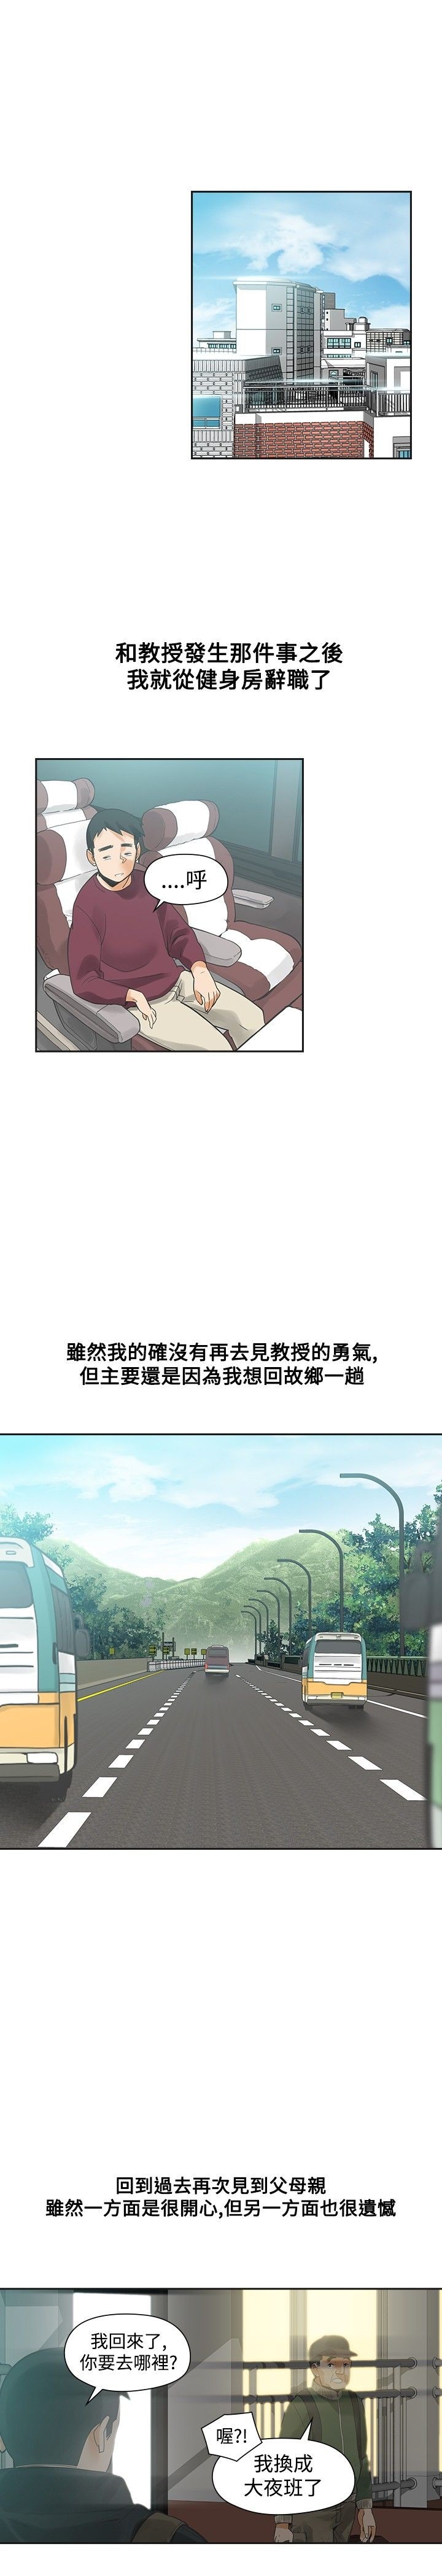 和教授發生那件事之後
我就從健身房辭職了
....呼
雖然我的確沒有再去見教授的勇氣,
但主要還是因為我想回故鄉一趟
回到過去再次見到父母親
雖然一方面是很開心,但另一方面也很遺憾
我回來了,
你要去哪裡?
喔?!
我換成
大夜班了